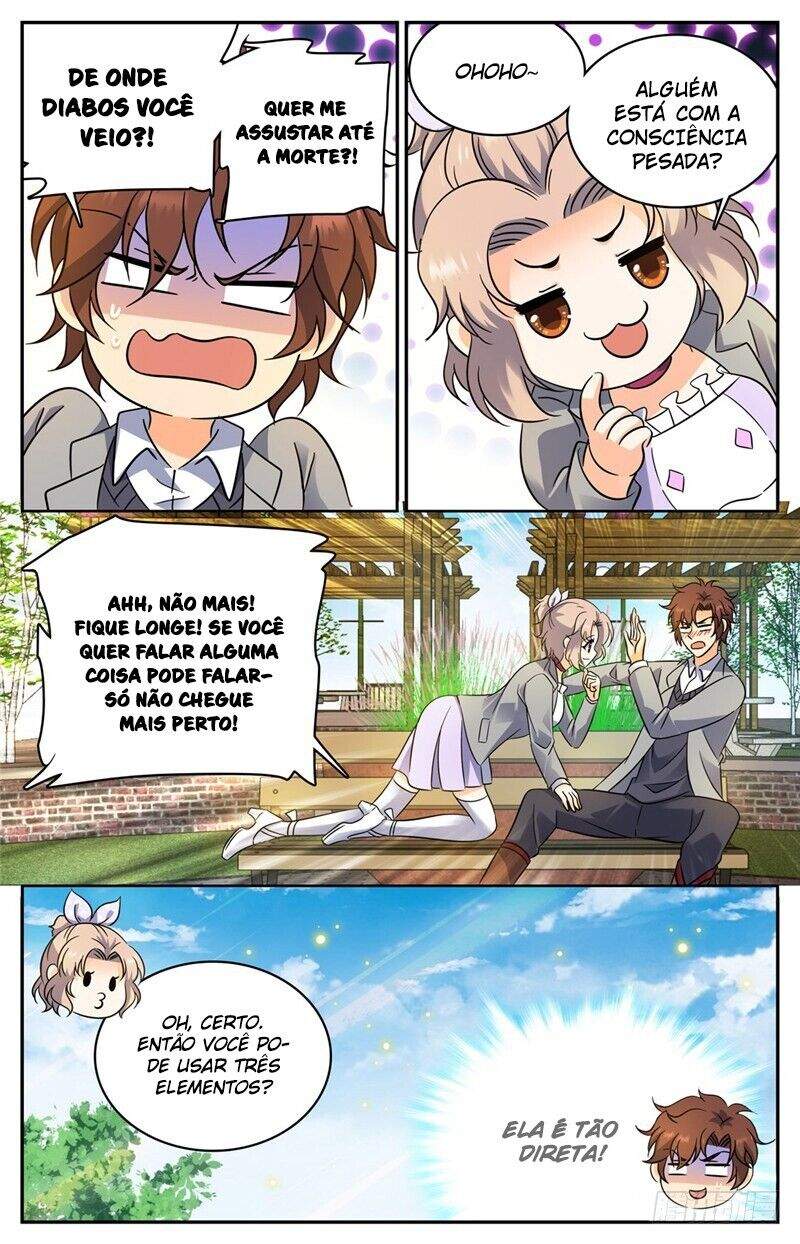 DE ONDE
DIABOS VOCÊ
VEIO?!
QUER ME
ASSUSTAR ATÉ
A MORTE?!
OHOHO~
ALGUÉM
ESTÁ COM A
CONSCIÊNCIA
PESADA?
AHH, NÃO MAIS!
FIQUE LONGE! SE VOCÊ
QUER FALAR ALGUMA
COISA PODE FALAR-
SÓ NÃO CHEGUE
MAIS PERTO!
OH, CERTO.
ENTÃO VOCÊ PO-
DE USAR TRÊS
ELEMENTOS?
ELA É TÃO
DIRETA!